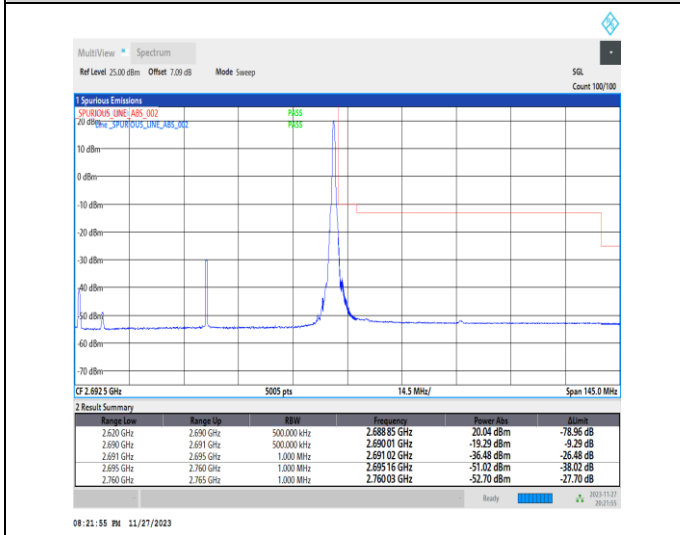 MultiView Spectrum
Ref Level 25.00 dBm Offset 7.09 dB Mode Sweep SGL
Count 100/100
1 Spurious Emissions
SPURIOUS_LINE_ABS_002 PASS
20 dBm
Line _SPURIOUS_LINE_ABS_002 PASS
10 dBm
0 dBm
-10 dBm
-20 dBm
-30 dBm
-40 dBm
-50 dBm
-60 dBm
-70 dBm
CF 2.692 5 GHz 5005 pts 14.5 MHz/ Span 145.0 MHz
2 Result Summary
Range Low Range Up RBW Frequency Power Abs ΔLimit
2.620 GHz 2.690 GHz 500.000 kHz 2.688 85 GHz 20.04 dBm -78.96 dB
2.690 GHz 2.691 GHz 500.000 kHz 2.690 01 GHz -19.29 dBm -9.29 dB
2.691 GHz 2.695 GHz 1.000 MHz 2.691 02 GHz -36.48 dBm -26.48 dB
2.695 GHz 2.760 GHz 1.000 MHz 2.695 16 GHz -51.02 dBm -38.02 dB
2.760 GHz 2.765 GHz 1.000 MHz 2.760 03 GHz -52.70 dBm -27.70 dB
Ready 2023-11-27
20:21:55
08:21:55 PM 11/27/2023